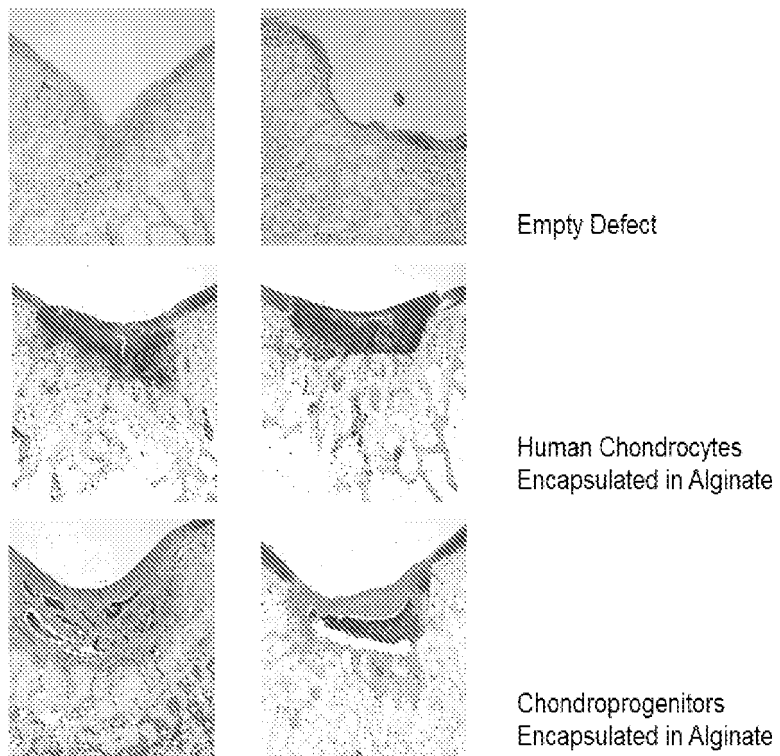 Empty Defect
Human Chondrocytes
Encapsulated in Alginate
Chondroprogenitors
Encapsulated in Alginate